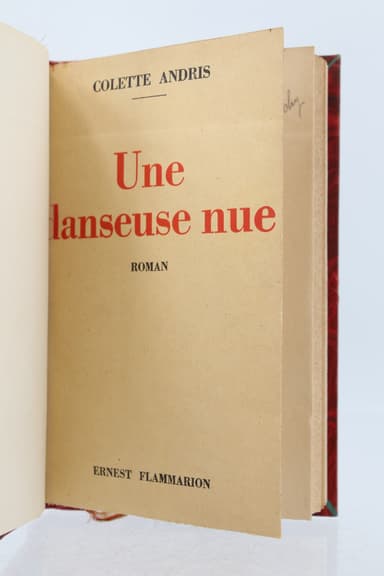 COLETTE ANDRIS
Une
danseuse nue
ROMAN
ERNEST FLAMMARION